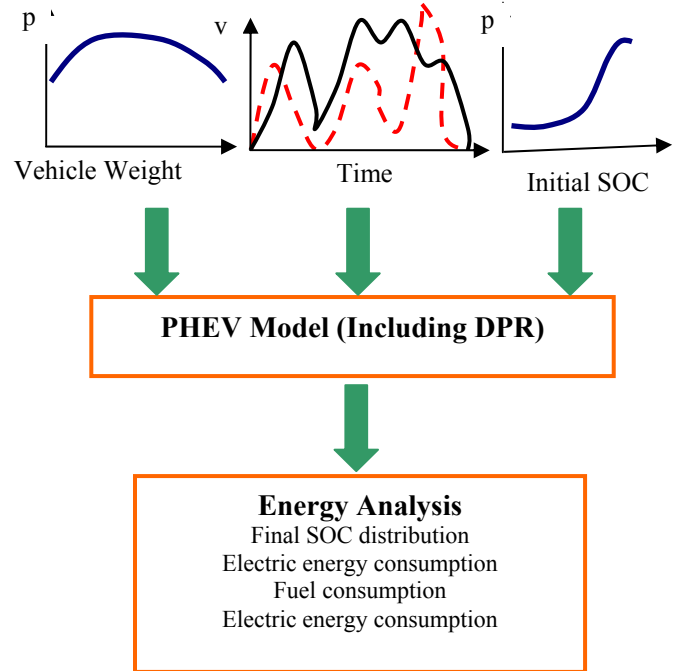 p
v
p
Vehicle Weight
Time
Initial SOC
PHEV Model (Including DPR)
Energy Analysis
Final SOC distribution
Electric energy consumption
Fuel consumption
Electric energy consumption